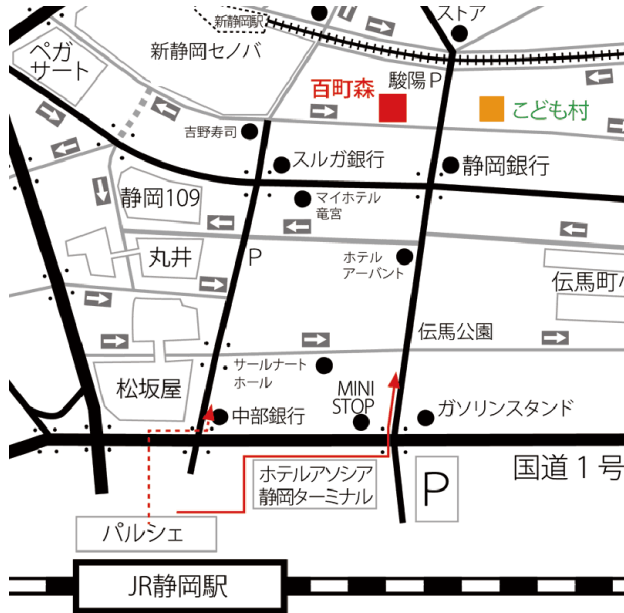 ストア
新静岡駅
ペガ
サート
新静岡セノバ
百町森
駿陽P
こども村
吉野寿司
スルガ銀行
静岡銀行
静岡109
マイホテル
竜宮
丸井
P
ホテル
アーバント
伝馬町小
伝馬公園
松坂屋
サールナート
ホール
MINI
STOP
中部銀行
ガソリンスタンド
ホテルアソシア
静岡ターミナル
P
国道1号
パルシェ
JR静岡駅